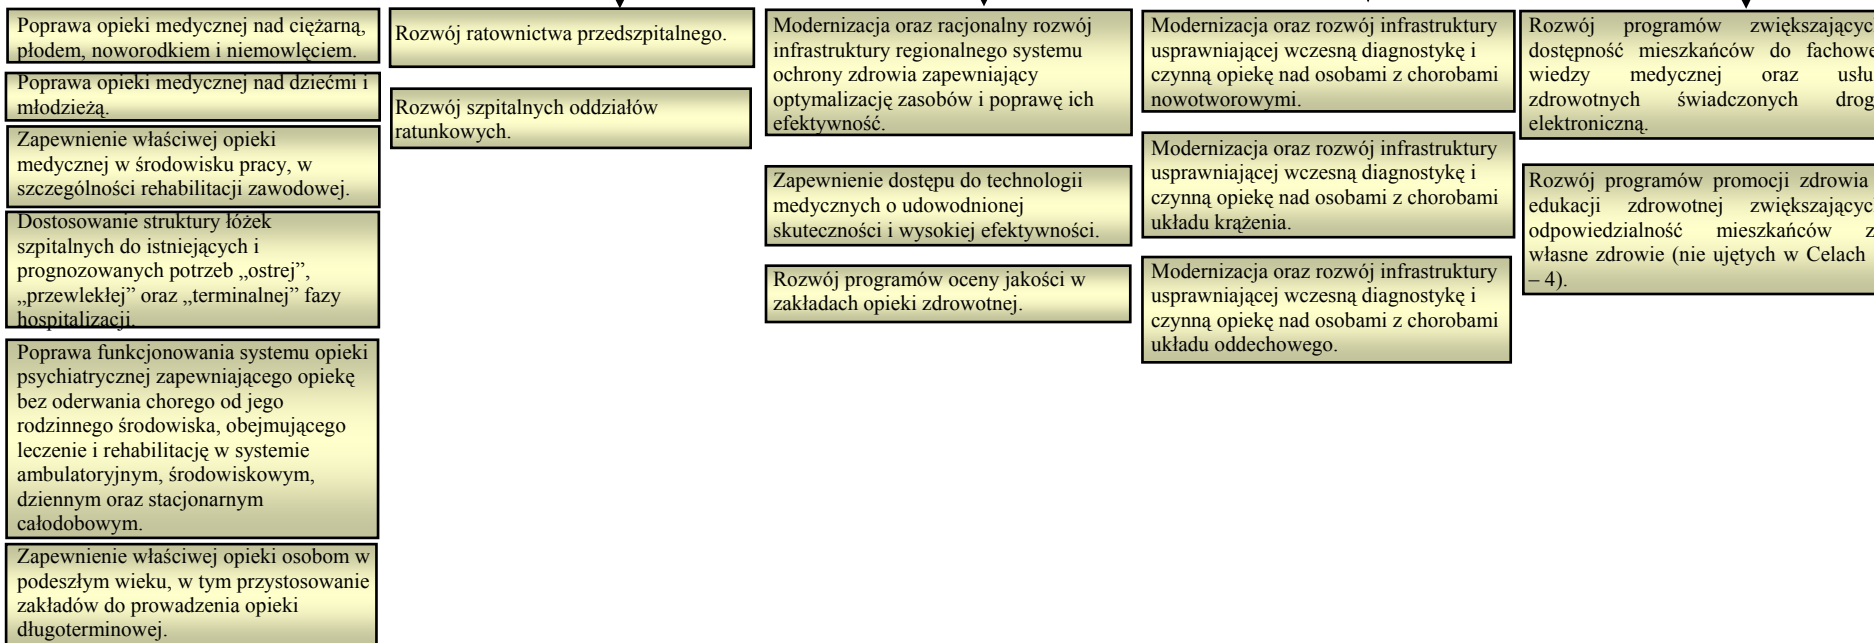 Poprawa opieki medycznej nad ciężarną,
płodem, noworodkiem i niemowlęciem.
Poprawa opieki medycznej nad dziećmi i
młodzieżą.
Zapewnienie właściwej opieki
medycznej w środowisku pracy, w
szczególności rehabilitacji zawodowej.
Dostosowanie struktury łóżek
szpitalnych do istniejących i
prognozowanych potrzeb „ostrej”,
„przewlekłej” oraz „terminalnej” fazy
hospitalizacji.
Poprawa funkcjonowania systemu opieki
psychiatrycznej zapewniającego opiekę
bez oderwania chorego od jego
rodzinnego środowiska, obejmującego
leczenie i rehabilitację w systemie
ambulatoryjnym, środowiskowym,
dziennym oraz stacjonarnym
całodobowym.
Zapewnienie właściwej opieki osobom w
podeszłym wieku, w tym przystosowanie
zakładów do prowadzenia opieki
długoterminowej.
Rozwój ratownictwa przedszpitalnego.
Rozwój szpitalnych oddziałów
ratunkowych.
Modernizacja oraz racjonalny rozwój
infrastruktury regionalnego systemu
ochrony zdrowia zapewniający
optymalizację zasobów i poprawę ich
efektywność.
Zapewnienie dostępu do technologii
medycznych o udowodnionej
skuteczności i wysokiej efektywności.
Rozwój programów oceny jakości w
zakładach opieki zdrowotnej.
Modernizacja oraz rozwój infrastruktury
usprawniającej wczesną diagnostykę i
czynną opiekę nad osobami z chorobami
nowotworowymi.
Modernizacja oraz rozwój infrastruktury
usprawniającej wczesną diagnostykę i
czynną opiekę nad osobami z chorobami
układu krążenia.
Modernizacja oraz rozwój infrastruktury
usprawniającej wczesną diagnostykę i
czynną opiekę nad osobami z chorobami
układu oddechowego.
Rozwój programów zwiększając
dostępność mieszkańców do fachowe
wiedzy medycznej oraz usłu
zdrowotnych świadczonych drog
elektroniczną.
Rozwój programów promocji zdrowia
edukacji zdrowotnej zwiększając
odpowiedzialność mieszkańców z
własne zdrowie (nie ujętych w Celach
– 4).